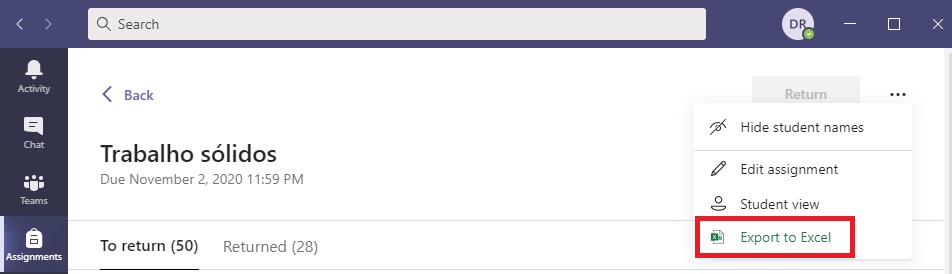 Search
DR
Activity
Chat
Teams
Assignments
Back
Return
Trabalho sólidos
Due November 2, 2020 11:59 PM
To return (50)
Returned (28)
Hide student names
Edit assignment
Student view
Export to Excel